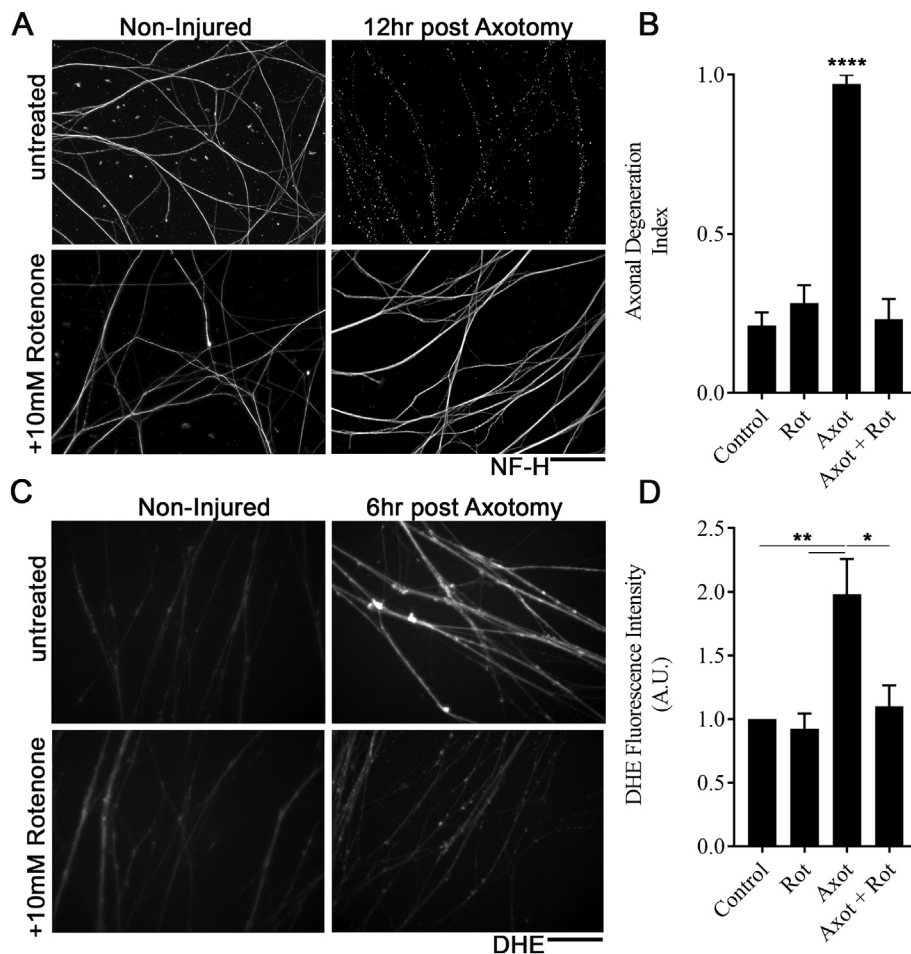 A
Non-Injured
12hr post Axotomy
untreated
+10mM Rotenone
NF-H
B
****
1.0
0.5
0.0
Axonal Degeneration
Index
Control
Rot
Axot
Axot + Rot
C
Non-Injured
6hr post Axotomy
untreated
+10mM Rotenone
DHE
D
2.5
2.0
1.5
1.0
0.5
0.0
** *
DHE Fluorescence Intensity
(A.U.)
Control
Rot
Axot
Axot + Rot